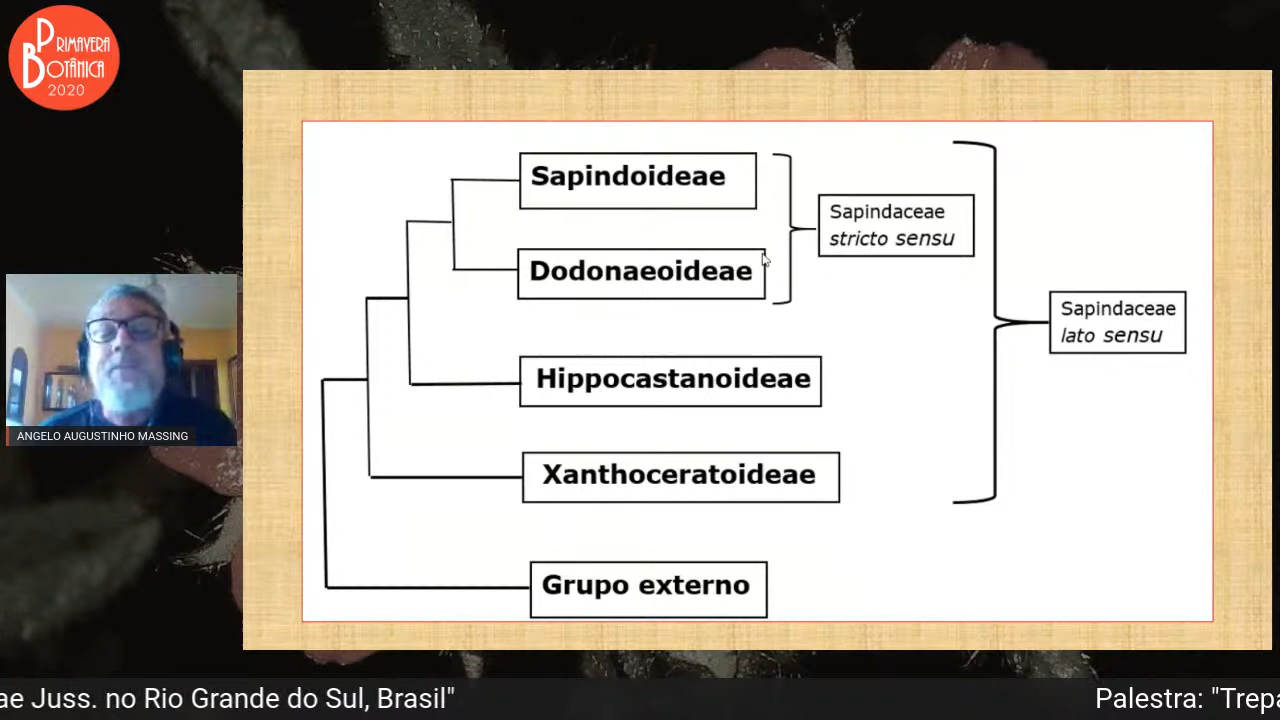 PRIMAVERA
BOTÂNICA
2020
Sapindoideae
Sapindaceae
stricto sensu
Dodonaeoideae
Sapindaceae
lato sensu
Hippocastanoideae
Xanthoceratoideae
Grupo externo
ANGELO AUGUSTINHO MASSING
ae Juss. no Rio Grande do Sul, Brasil" Palestra: "Trepa